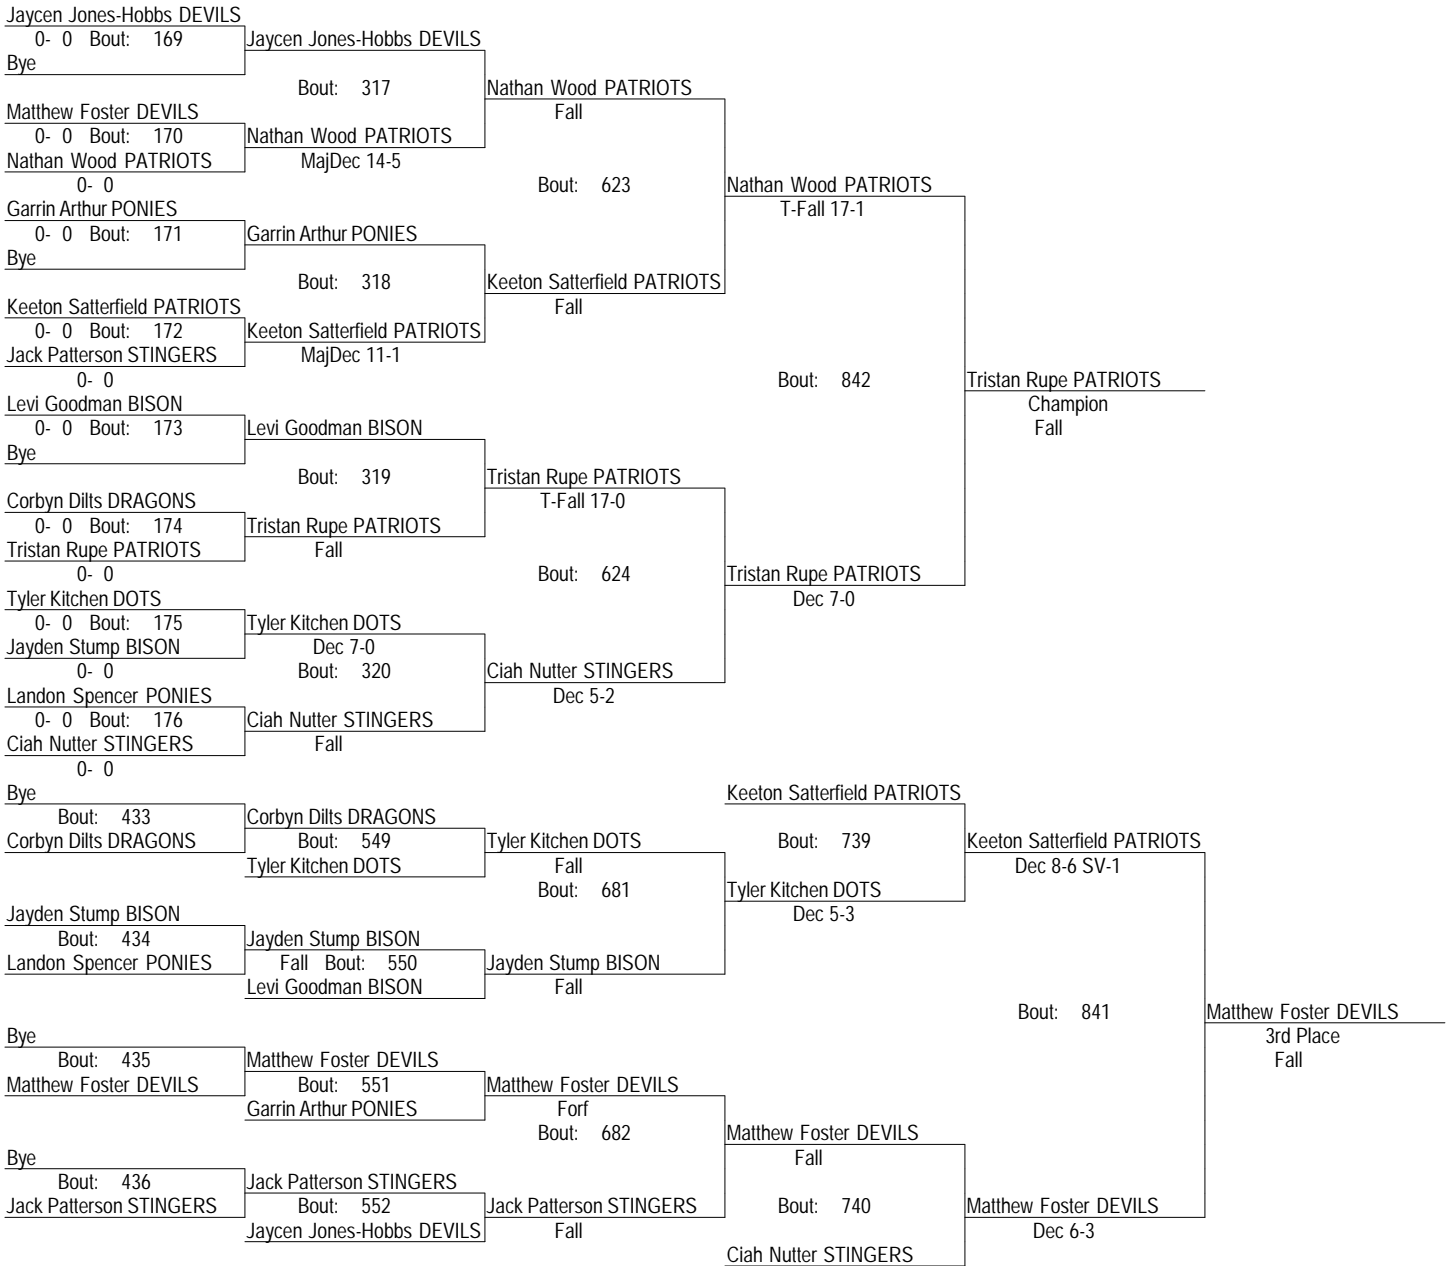 Jaycen Jones-Hobbs DEVILS
0- 0 Bout: 169
Jaycen Jones-Hobbs DEVILS
Bye
Bout: 317
Nathan Wood PATRIOTS
Matthew Foster DEVILS
Fall
0- 0 Bout: 170
Nathan Wood PATRIOTS
Nathan Wood PATRIOTS
MajDec 14-5
0- 0
Bout: 623
Nathan Wood PATRIOTS
Garrin Arthur PONIES
T-Fall 17-1
0- 0 Bout: 171
Garrin Arthur PONIES
Bye
Bout: 318
Keeton Satterfield PATRIOTS
Keeton Satterfield PATRIOTS
Fall
0- 0 Bout: 172
Keeton Satterfield PATRIOTS
Jack Patterson STINGERS
MajDec 11-1
0- 0
Bout: 842
Tristan Rupe PATRIOTS
Levi Goodman BISON
Champion
0- 0 Bout: 173
Levi Goodman BISON
Fall
Bye
Bout: 319
Tristan Rupe PATRIOTS
Corbyn Dilts DRAGONS
T-Fall 17-0
0- 0 Bout: 174
Tristan Rupe PATRIOTS
Tristan Rupe PATRIOTS
Fall
0- 0
Bout: 624
Tristan Rupe PATRIOTS
Tyler Kitchen DOTS
Dec 7-0
0- 0 Bout: 175
Tyler Kitchen DOTS
Jayden Stump BISON
Dec 7-0
0- 0
Bout: 320
Ciah Nutter STINGERS
Landon Spencer PONIES
Dec 5-2
0- 0 Bout: 176
Ciah Nutter STINGERS
Ciah Nutter STINGERS
Fall
0- 0
Bye
Keeton Satterfield PATRIOTS
Bout: 433
Corbyn Dilts DRAGONS
Corbyn Dilts DRAGONS
Bout: 549
Tyler Kitchen DOTS
Bout: 739
Keeton Satterfield PATRIOTS
Tyler Kitchen DOTS
Fall
Dec 8-6 SV-1
Bout: 681
Tyler Kitchen DOTS
Jayden Stump BISON
Dec 5-3
Bout: 434
Jayden Stump BISON
Landon Spencer PONIES
Fall Bout: 550
Jayden Stump BISON
Levi Goodman BISON
Fall
Bout: 841
Matthew Foster DEVILS
Bye
3rd Place
Bout: 435
Matthew Foster DEVILS
Fall
Matthew Foster DEVILS
Bout: 551
Matthew Foster DEVILS
Garrin Arthur PONIES
Forf
Bout: 682
Matthew Foster DEVILS
Bye
Fall
Bout: 436
Jack Patterson STINGERS
Jack Patterson STINGERS
Bout: 552
Jack Patterson STINGERS
Bout: 740
Matthew Foster DEVILS
Jaycen Jones-Hobbs DEVILS
Fall
Dec 6-3
Ciah Nutter STINGERS